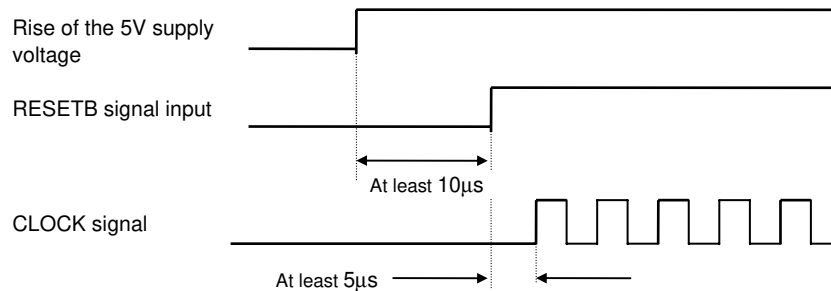 Rise of the 5V supply
voltage
RESETB signal input
At least 10μs
CLOCK signal
At least 5μs